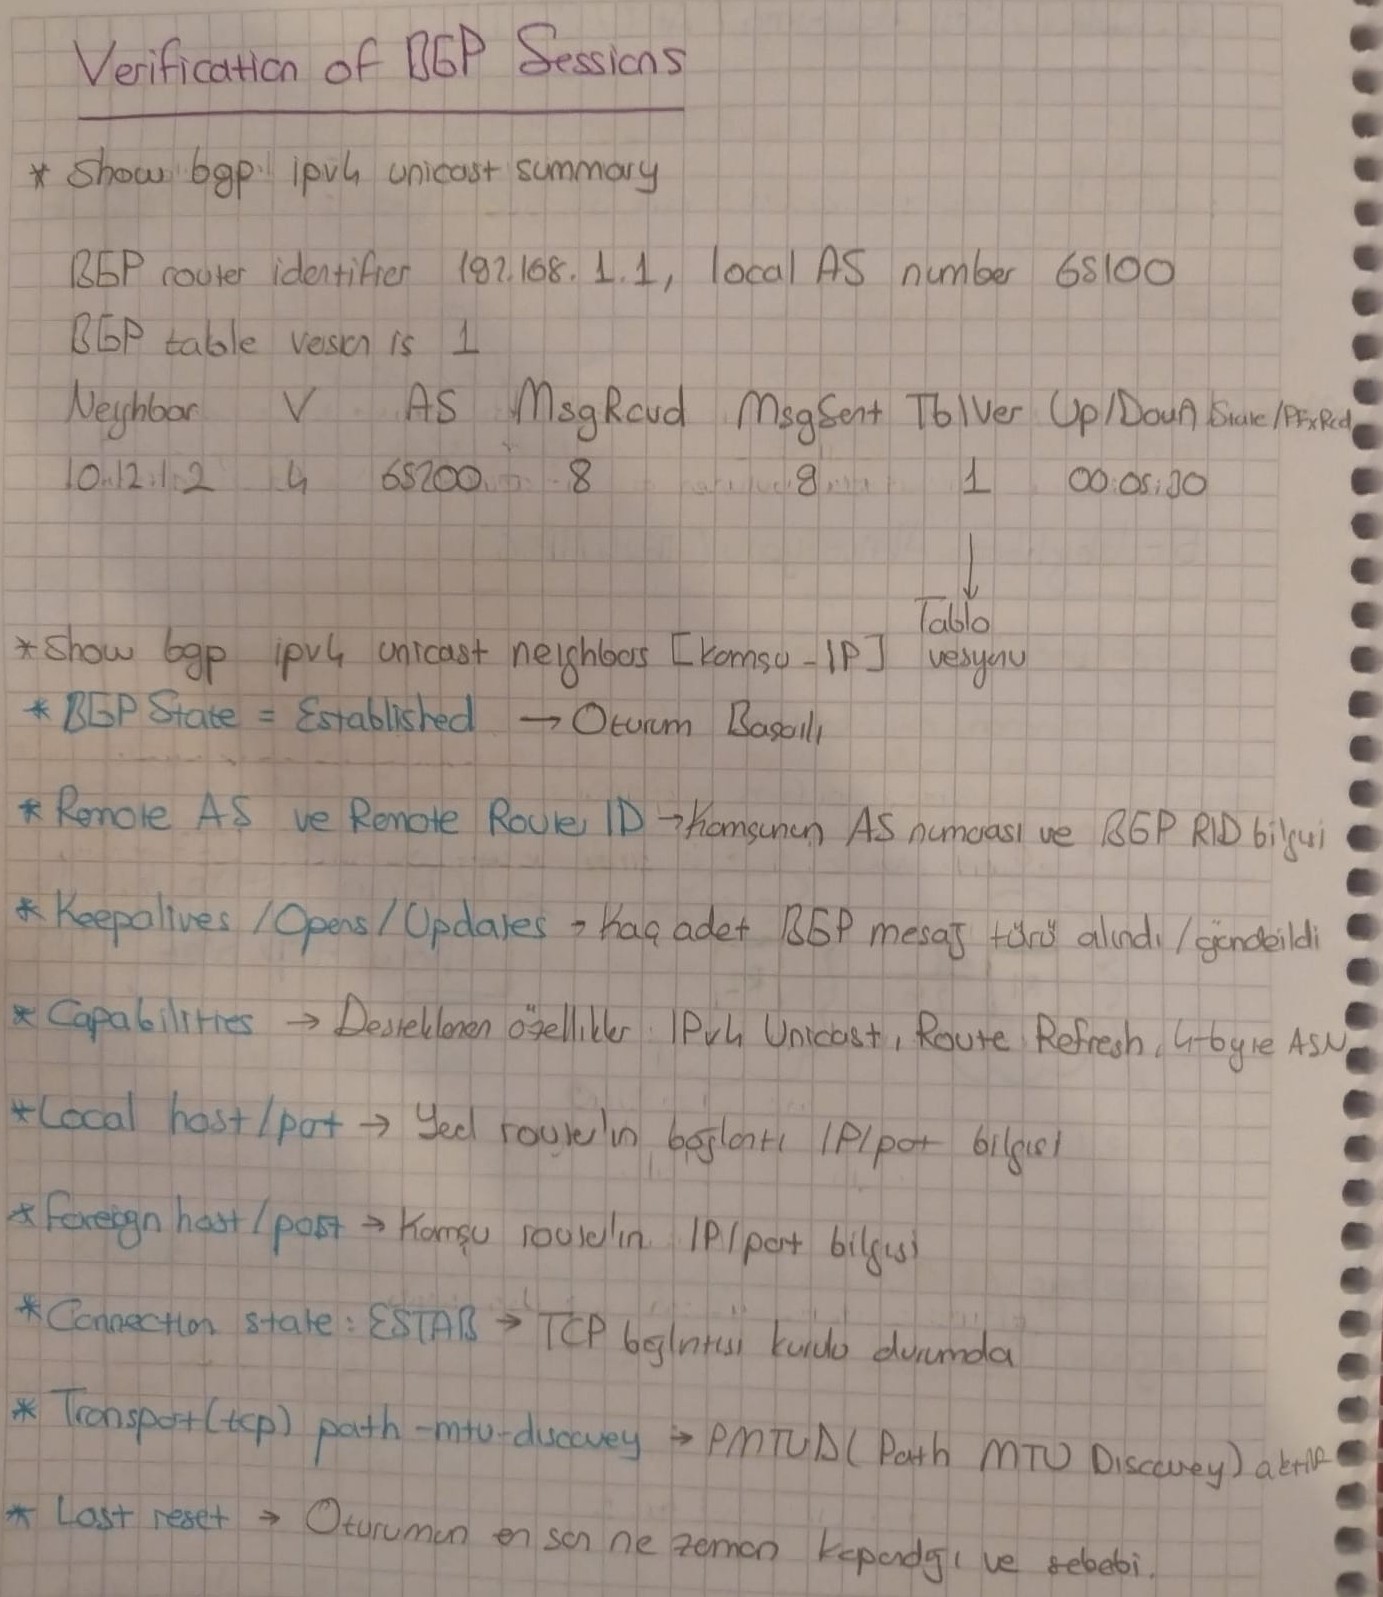 Verification of BGP Sessions
* Show bgp ipv4 unicast summary
BGP router identifier 192.168.1.1, local AS number 65100
BGP table vesion is 1
Neighbor V AS MsgRcvd MsgSent TblVer Up/Down State/PfxRcd
10.12.1.2 4 65200 8 8 1 00:05:30
↓
Tablo
* Show bgp ipv4 unicast neighbors [komşu-IP] vesyonu
* BGP State = Established → Oturum Başarılı
* Remote AS ve Remote Router ID → Komşunun AS numarası ve BGP RID bilgisi
* Keepalives / Opens / Updates → Kaç adet BGP mesaj türü alındı / gönderildi
* Capabilities → Desteklenen özellikler IPv4 Unicast, Route Refresh, 4-byte ASN
* Local host / port → Yerel router'ın bağlantı IP/port bilgisi
* Foreign host / port → Komşu router'ın IP/port bilgisi
* Connection state : ESTAB → TCP bağlantısı kurulu durumda
* Transport(tcp) path-mtu-discovery → PMTUD (Path MTU Discovery) aktif
* Last reset → Oturumun en son ne zaman kapandığı ve sebebi.